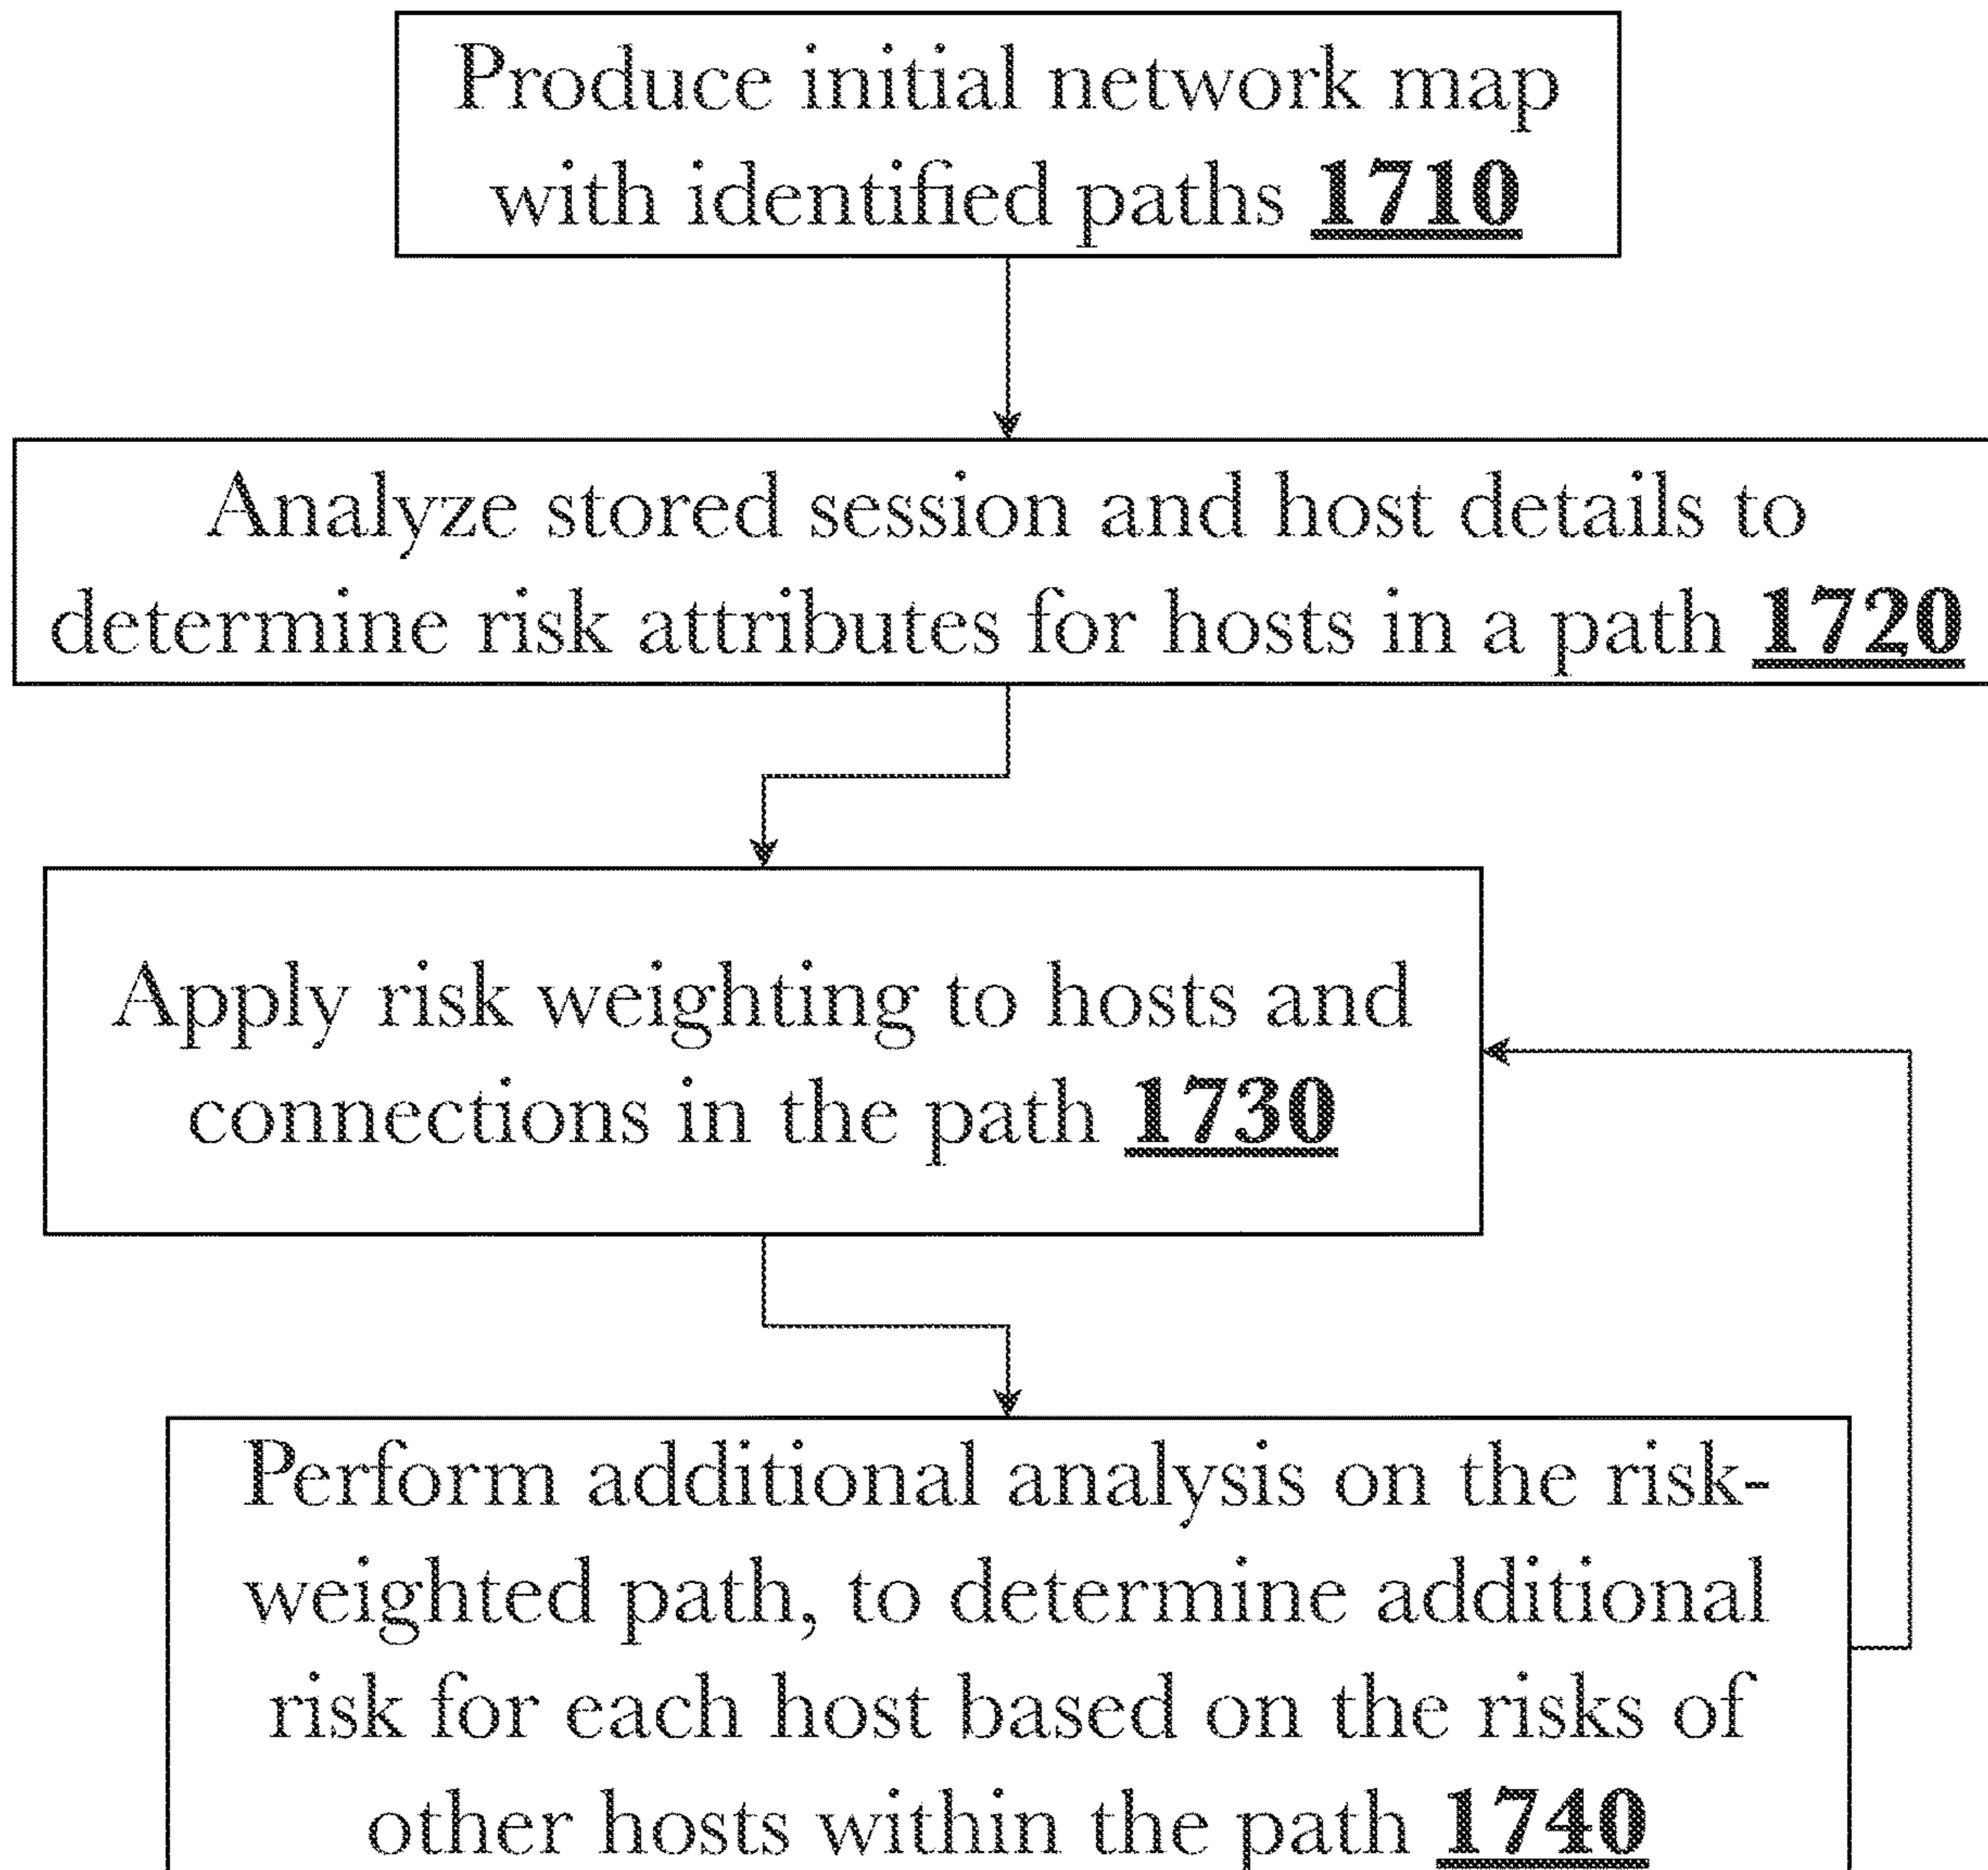 Produce initial network map
with identified paths 1710
Analyze stored session and host details to
determine risk attributes for hosts in a path 1720
Apply risk weighting to hosts and
connections in the path 1730
Perform additional analysis on the risk-
weighted path, to determine additional
risk for each host based on the risks of
other hosts within the path 1740